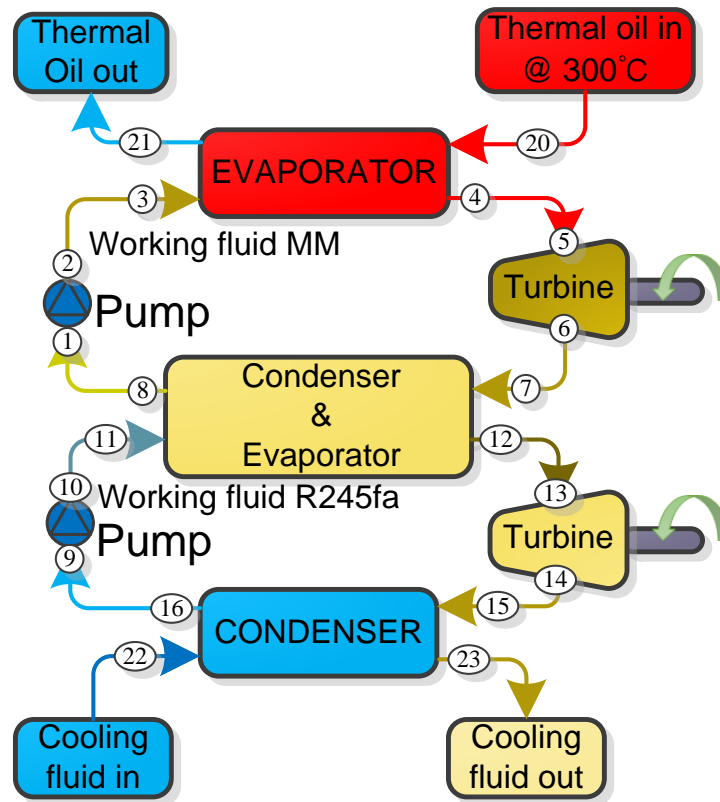 Thermal
Oil out
Thermal oil in
@ 300°C
21
20
EVAPORATOR
3
4
Working fluid MM
2
5
Pump
Turbine
1
6
Condenser
&
Evaporator
8
7
11
12
10
Working fluid R245fa
13
Pump
Turbine
9
14
16
15
CONDENSER
22
23
Cooling
fluid in
Cooling
fluid out